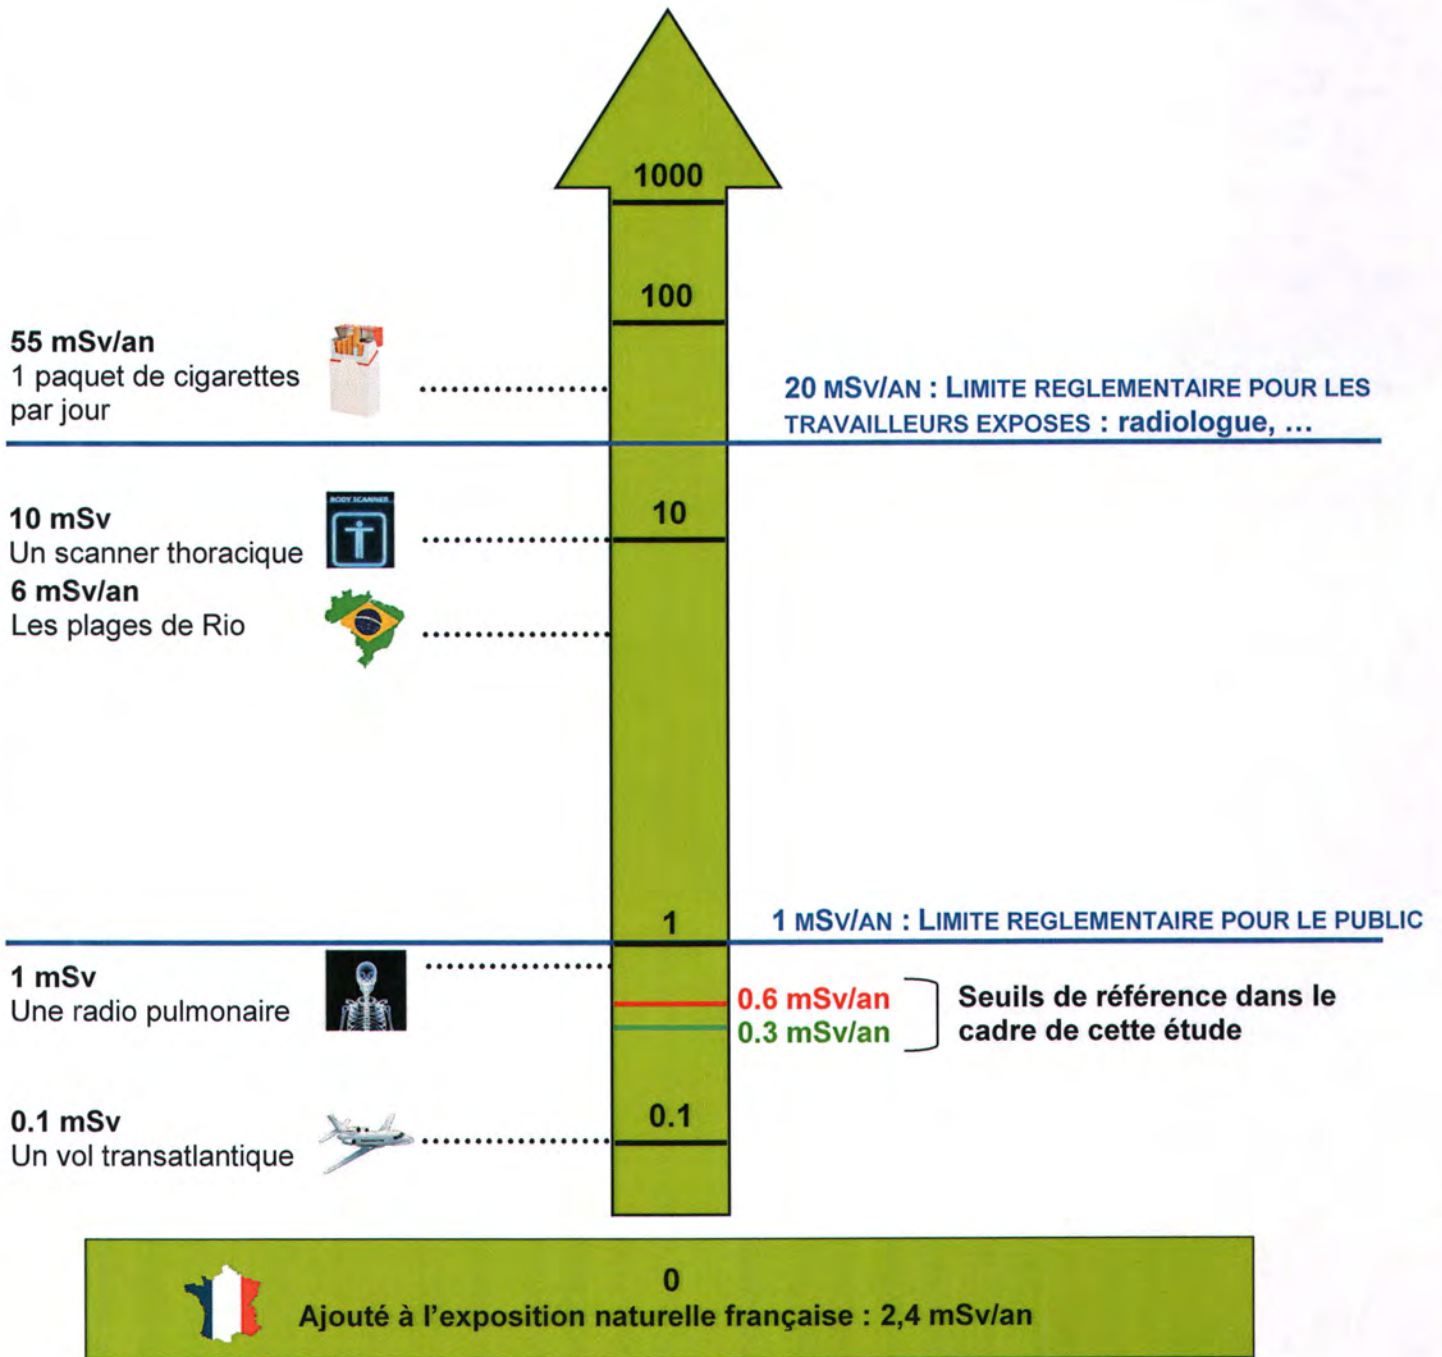 1000
100
55 mSv/an
1 paquet de cigarettes
par jour
20 MSV/AN : LIMITE REGLEMENTAIRE POUR LES
TRAVAILLEURS EXPOSES : radiologue, ...
BODY SCANNER
10 mSv
Un scanner thoracique
10
6 mSv/an
Les plages de Rio
1
1 MSV/AN : LIMITE REGLEMENTAIRE POUR LE PUBLIC
1 mSv
Une radio pulmonaire
0.6 mSv/an
0.3 mSv/an
Seuils de référence dans le
cadre de cette étude
0.1 mSv
Un vol transatlantique
0.1
0
Ajouté à l'exposition naturelle française : 2,4 mSv/an